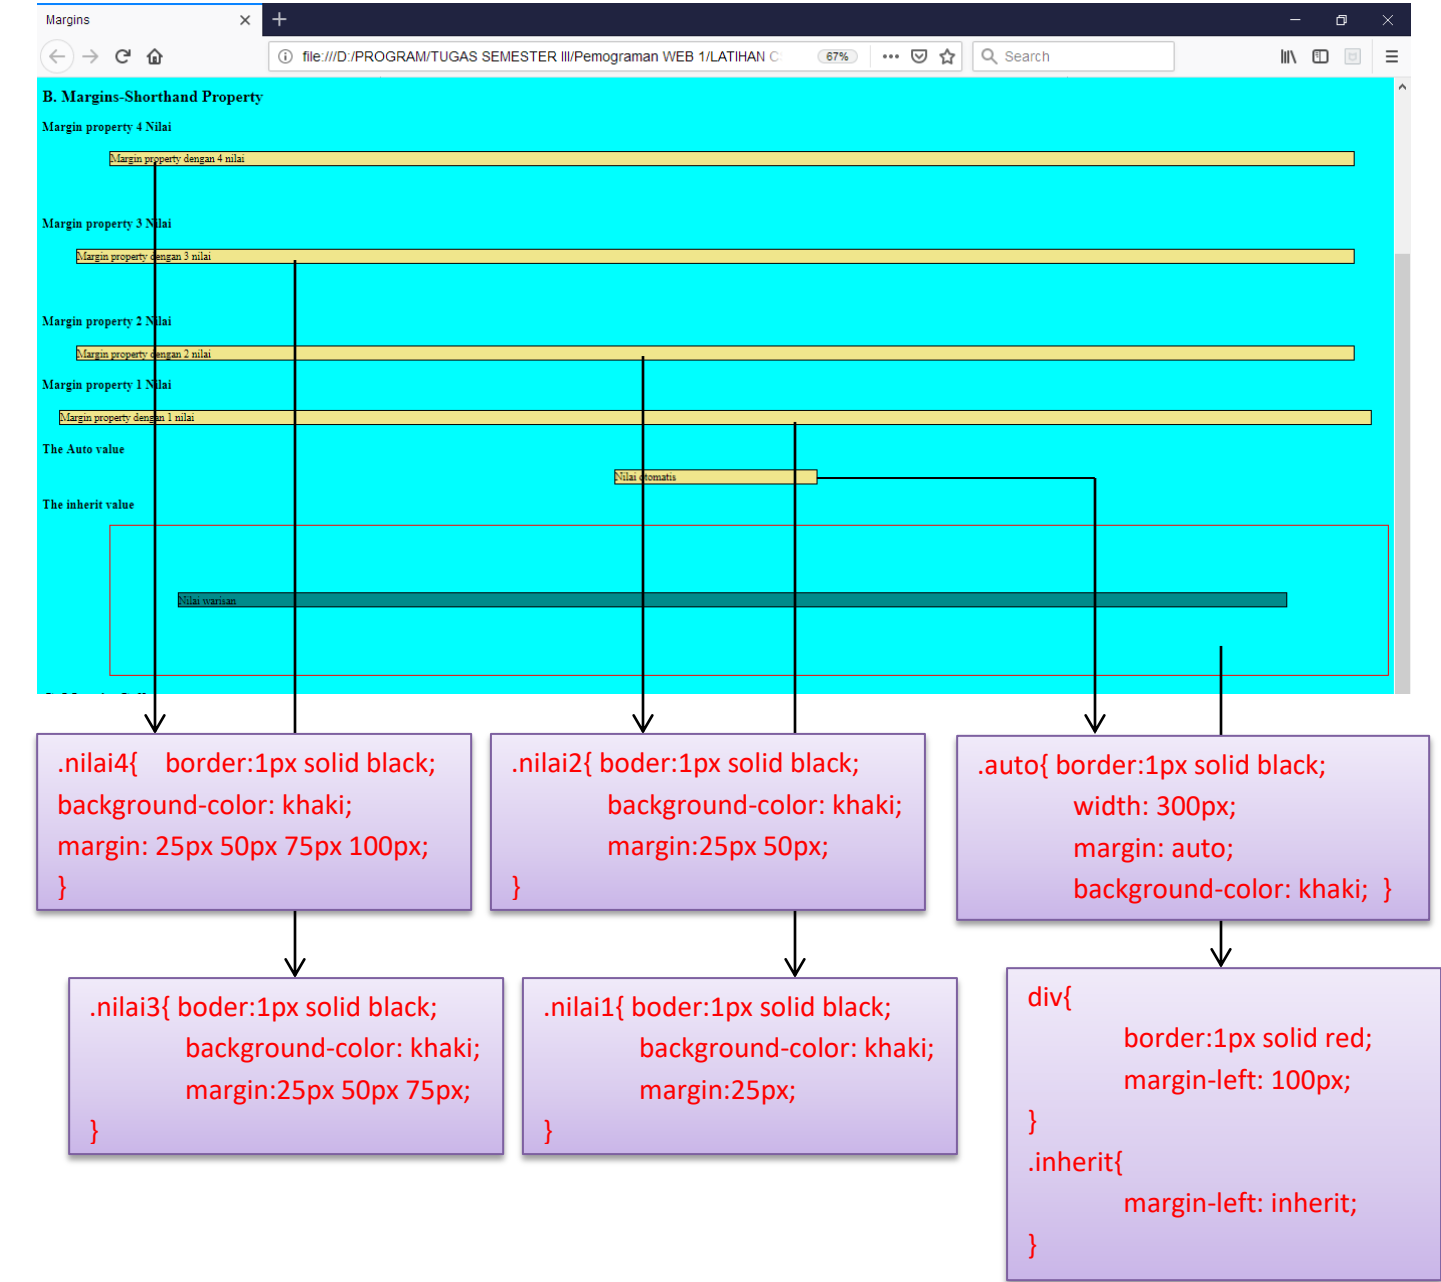 Margins
file:///D:/PROGRAM/TUGAS SEMESTER III/Pemograman WEB 1/LATIHAN C
67%
Search
B. Margins-Shorthand Property
Margin property 4 Nilai
Margin property dengan 4 nilai
Margin property 3 Nilai
Margin property dengan 3 nilai
Margin property 2 Nilai
Margin property dengan 2 nilai
Margin property 1 Nilai
Margin property dengan 1 nilai
The Auto value
Nilai otomatis
The inherit value
Nilai warisan
.nilai4{ border:1px solid black;
background-color: khaki;
margin: 25px 50px 75px 100px;
}
.nilai2{ boder:1px solid black;
background-color: khaki;
margin:25px 50px;
}
.auto{ border:1px solid black;
width: 300px;
margin: auto;
background-color: khaki; }
.nilai3{ boder:1px solid black;
background-color: khaki;
margin:25px 50px 75px;
}
.nilai1{ boder:1px solid black;
background-color: khaki;
margin:25px;
}
div{
border:1px solid red;
margin-left: 100px;
}
.inherit{
margin-left: inherit;
}